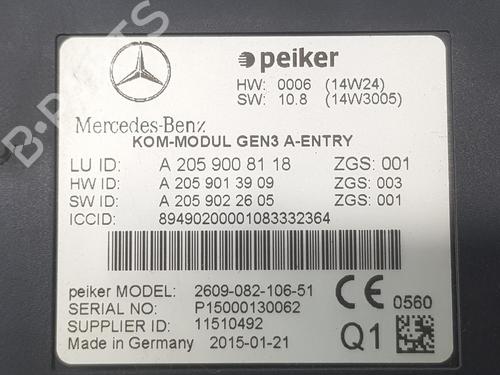 peiker
HW: 0006 (14W24)
SW: 10.8 (14W3005)
Mercedes-Benz
KOM-MODUL GEN3 A-ENTRY
LU ID: A 205 900 81 18 ZGS: 001
HW ID: A 205 901 39 09 ZGS: 003
SW ID: A 205 902 26 05 ZGS: 001
ICCID: 89490200001083332364
peiker MODEL: 2609-082-106-51
SERIAL NO: P15000130062
SUPPLIER ID: 11510492
Made in Germany 2015-01-21
CE 0560
Q1
B-PARTS